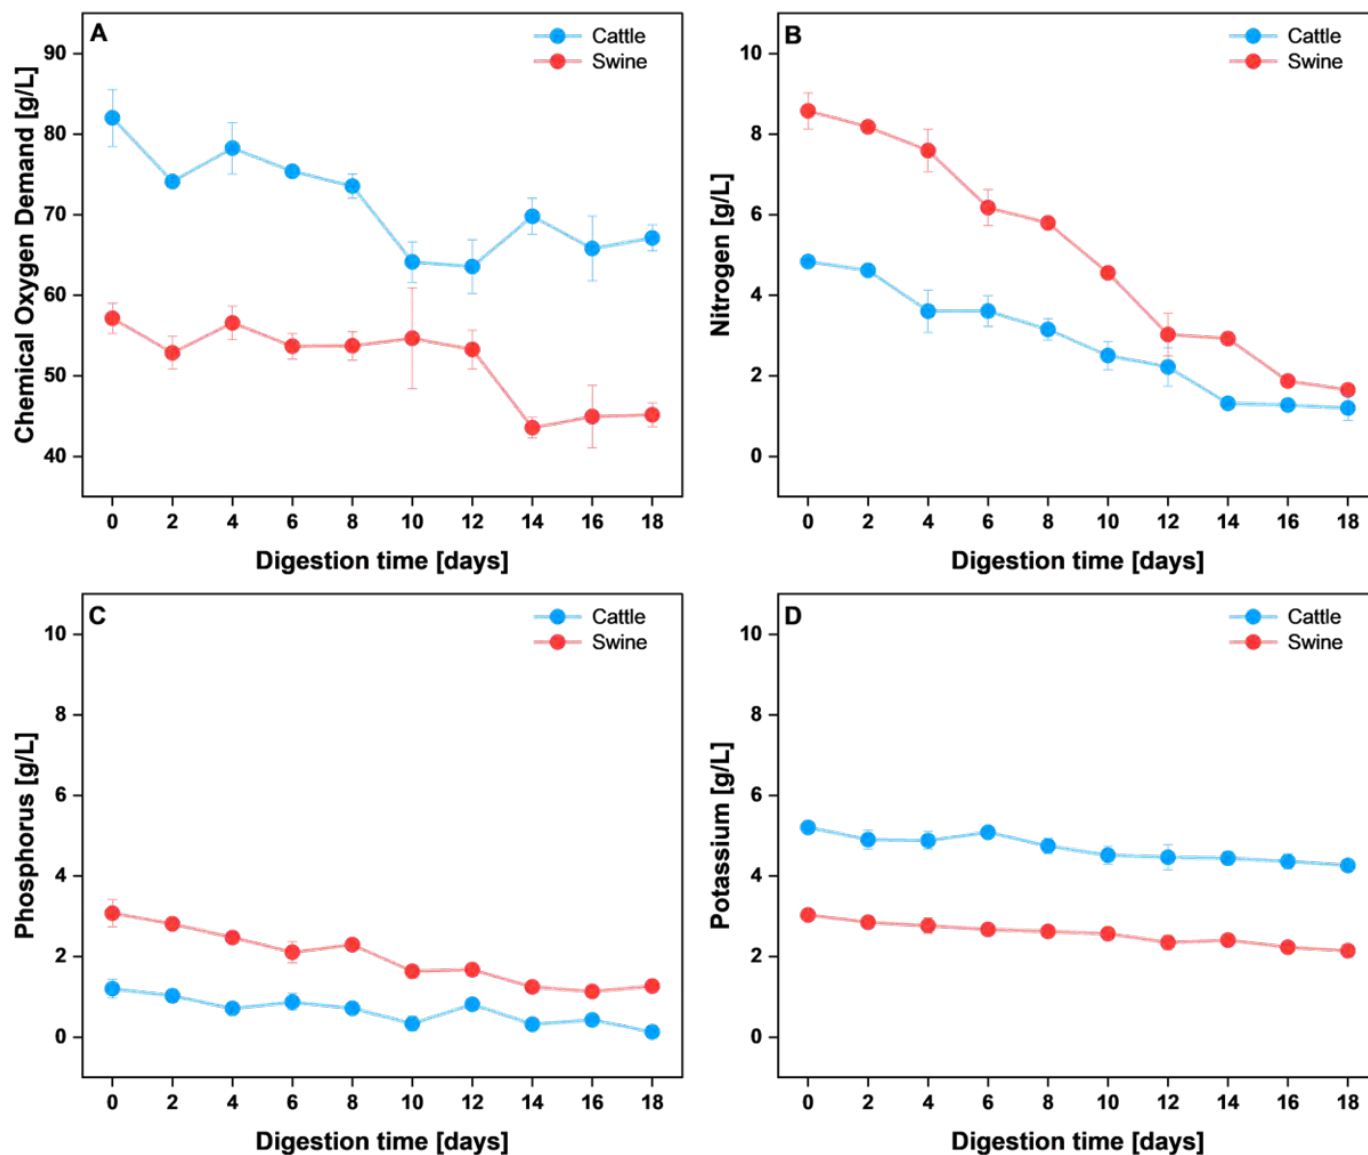 A
Cattle
Swine
90
80
70
60
50
40
Chemical Oxygen Demand [g/L]
0 2 4 6 8 10 12 14 16 18
Digestion time [days]
B
Cattle
Swine
10
8
6
4
2
0
Nitrogen [g/L]
0 2 4 6 8 10 12 14 16 18
Digestion time [days]
C
Cattle
Swine
10
8
6
4
2
0
Phosphorus [g/L]
0 2 4 6 8 10 12 14 16 18
Digestion time [days]
D
Cattle
Swine
10
8
6
4
2
0
Potassium [g/L]
0 2 4 6 8 10 12 14 16 18
Digestion time [days]